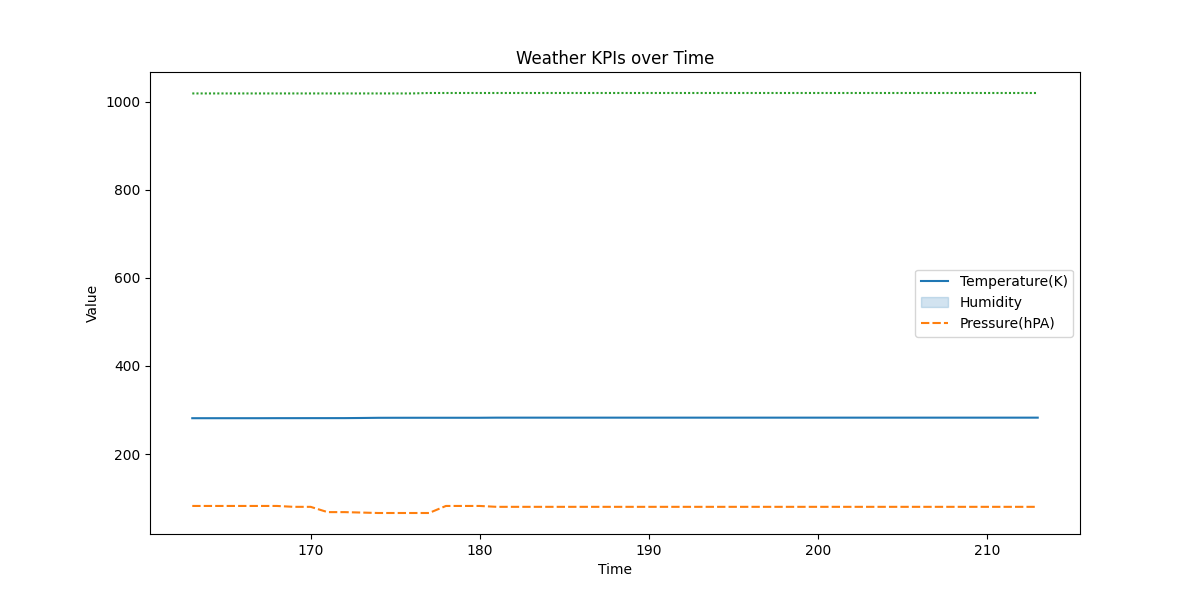 Weather KPIs over Time
1000
800
600
400
200
Value
Temperature(K)
Humidity
Pressure(hPA)
170 180 190 200 210
Time